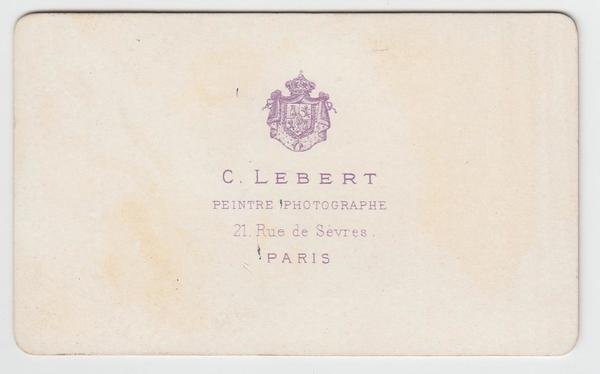 C. LEBERT
PEINTRE PHOTOGRAPHE
21, Rue de Sèvres.
PARIS